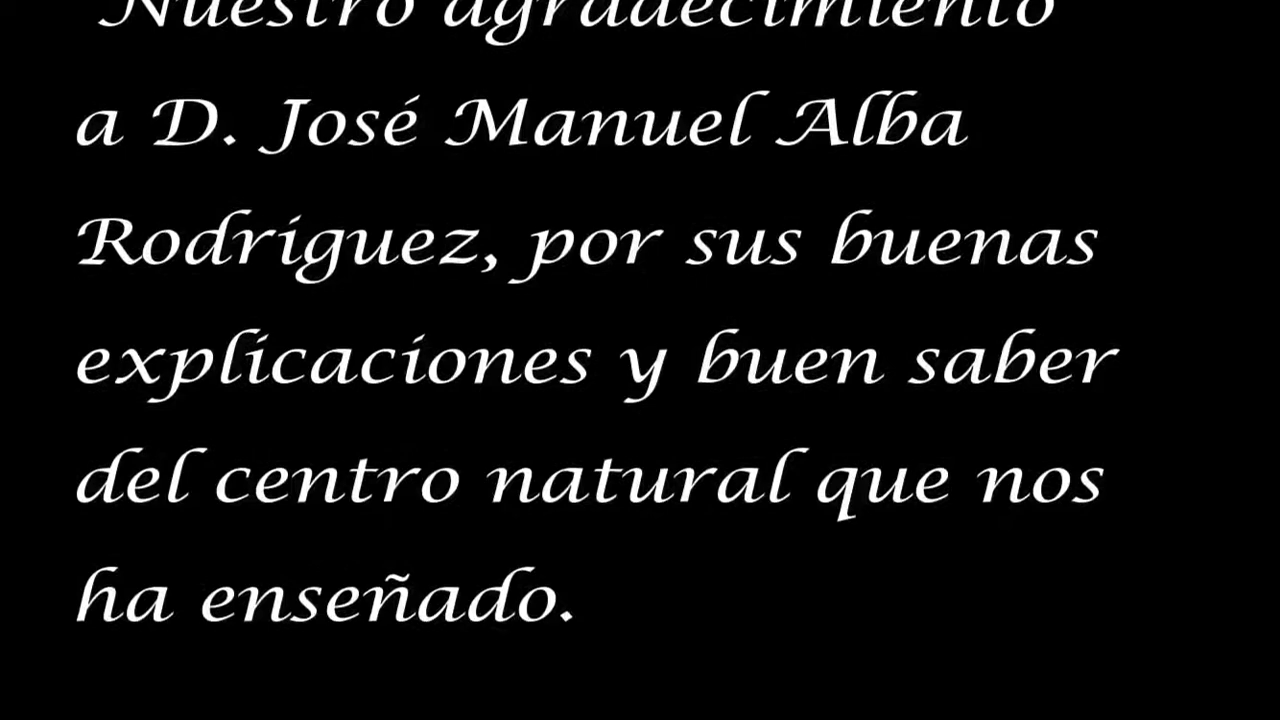 Nuestro agradecimiento
a D. José Manuel Alba
Rodríguez, por sus buenas
explicaciones y buen saber
del centro natural que nos
ha enseñado.